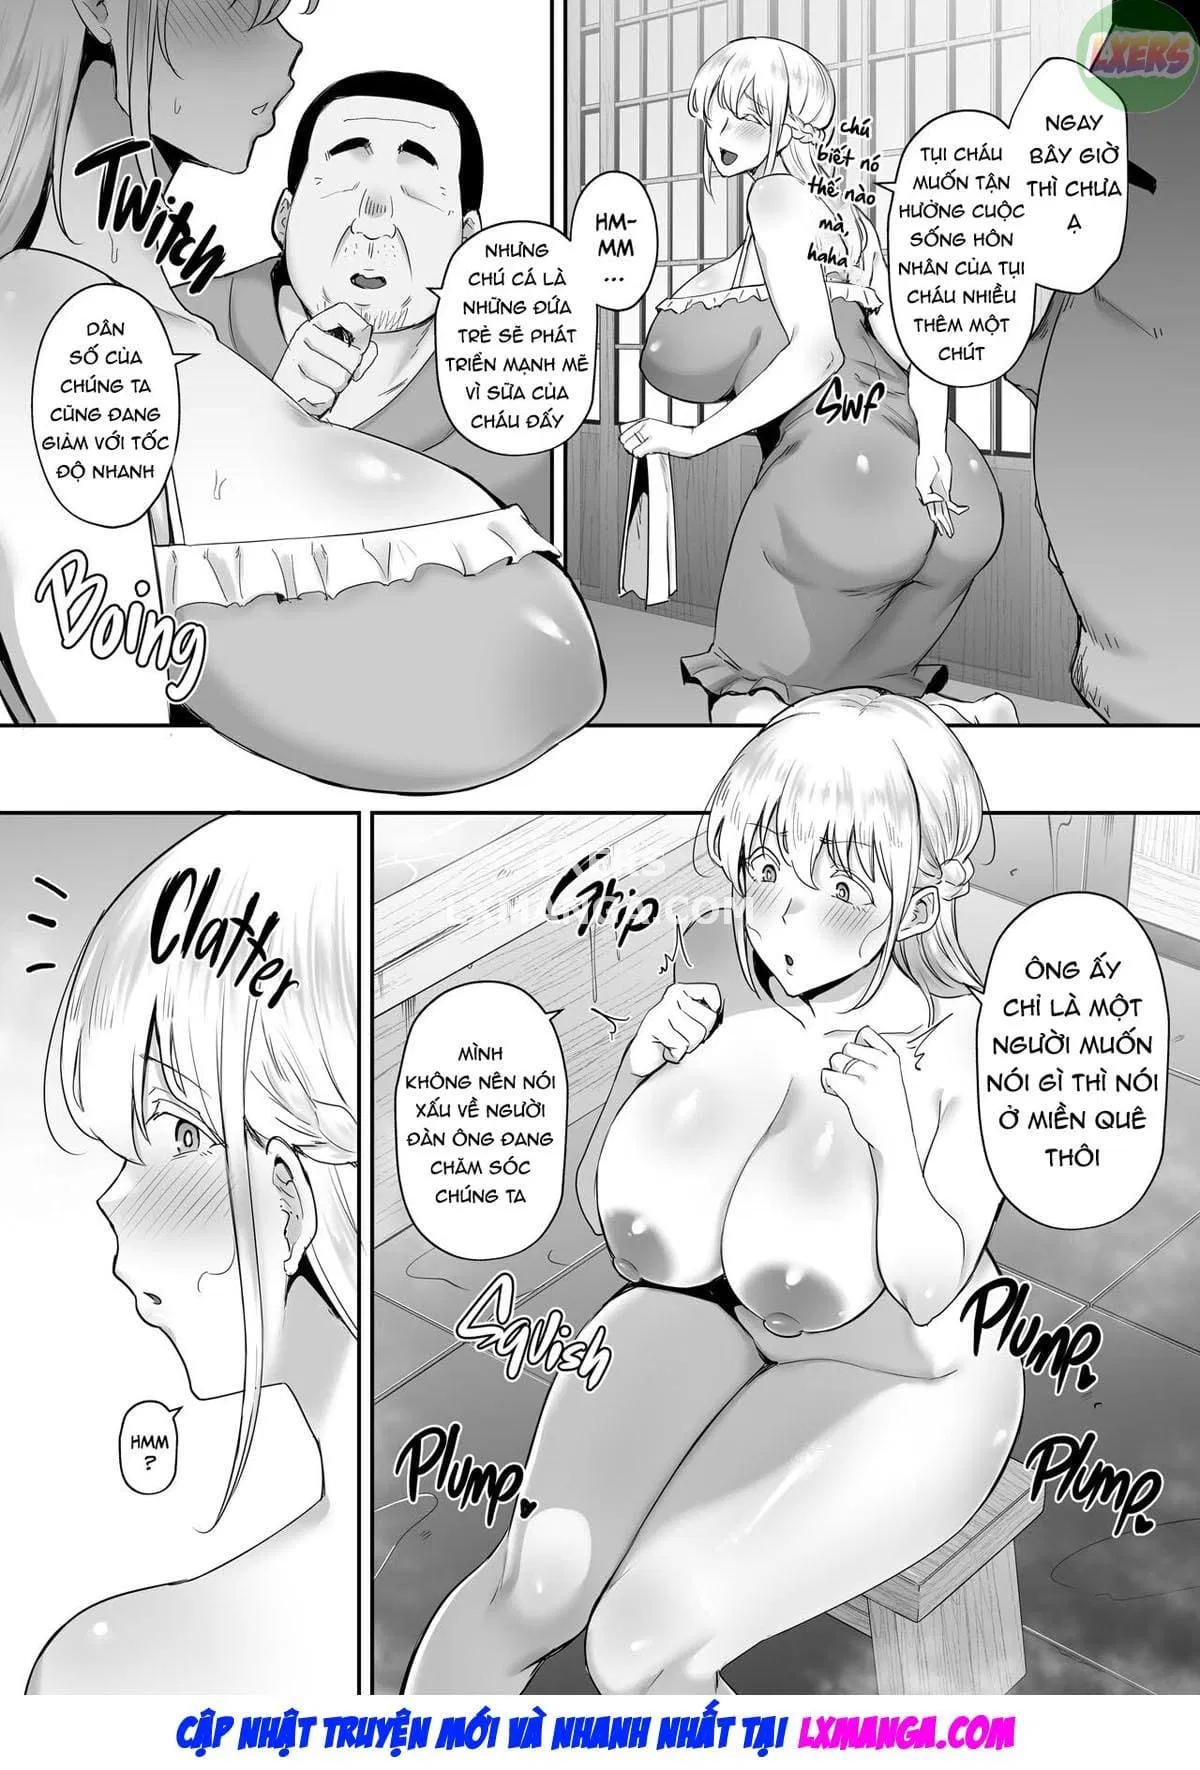 LXERS
NGAY
BÂY GIỜ
THÌ CHƯA
Ạ
TỤI CHÁU
MUỐN TẬN
HƯỞNG CUỘC
SỐNG HÔN
NHÂN CỦA TỤI
CHÁU NHIỀU
THÊM MỘT
CHÚT
chú
biết nó
thế nào
mà,
haha
SWF
HM-
MM
...
NHƯNG
CHÚ CÁ LÀ
NHỮNG ĐỨA
TRẺ SẼ PHÁT
TRIỂN MẠNH MẼ
VÌ SỮA CỦA
CHÁU ĐẤY
TWITCH
DÂN
SỐ CỦA
CHÚNG TA
CŨNG ĐANG
GIẢM VỚI TỐC
ĐỘ NHANH
BOING
ÔNG ẤY
CHỈ LÀ MỘT
NGƯỜI MUỐN
NÓI GÌ THÌ NÓI
Ở MIỀN QUÊ
THÔI
GRIP
LXERS
LXMANGA.COM
MÌNH
KHÔNG NÊN NÓI
XẤU VỀ NGƯỜI
ĐÀN ÔNG ĐANG
CHĂM SÓC
CHÚNG TA
SQUISH
PLUMP
PLUMP
PLUMP
CLATTER
HMM
?
CẬP NHẬT TRUYỆN MỚI VÀ NHANH NHẤT TẠI LXMANGA.COM